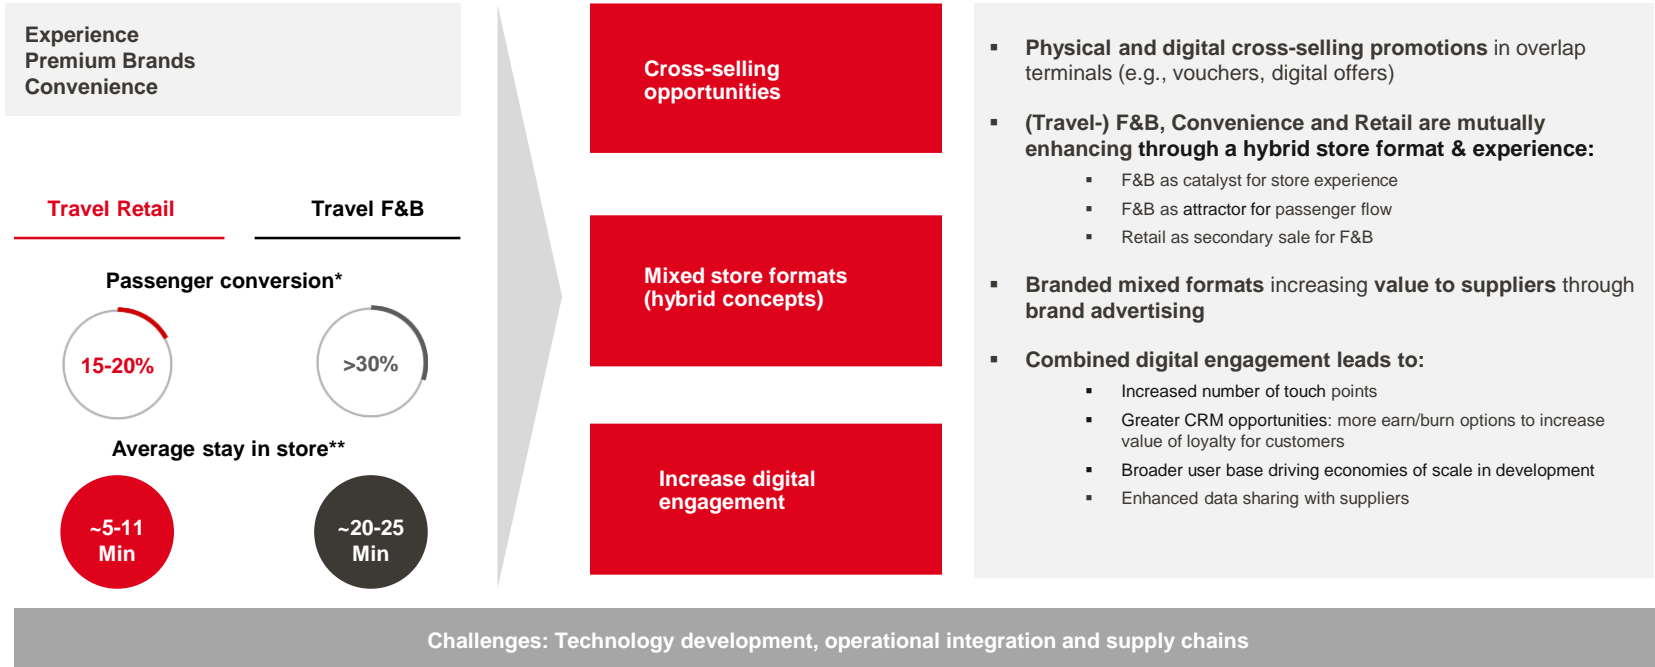 Experience
Premium Brands
Convenience
Travel Retail
Travel F&B
Passenger conversion*
15-20%
>30%
Average stay in store**
~5-11
Min
~20-25
Min
Cross-selling
opportunities
Mixed store formats
(hybrid concepts)
Increase digital
engagement
▪ Physical and digital cross-selling promotions in overlap
terminals (e.g., vouchers, digital offers)
▪ (Travel-) F&B, Convenience and Retail are mutually
enhancing through a hybrid store format & experience:
▪ F&B as catalyst for store experience
▪ F&B as attractor for passenger flow
▪ Retail as secondary sale for F&B
▪ Branded mixed formats increasing value to suppliers through
brand advertising
▪ Combined digital engagement leads to:
▪ Increased number of touch points
▪ Greater CRM opportunities: more earn/burn options to increase
value of loyalty for customers
▪ Broader user base driving economies of scale in development
▪ Enhanced data sharing with suppliers
Challenges: Technology development, operational integration and supply chains